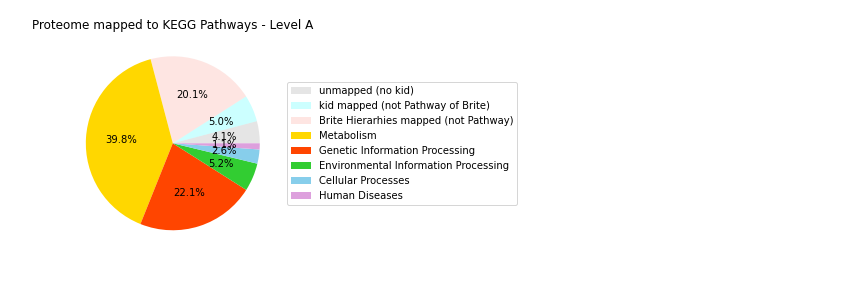 Proteome mapped to KEGG Pathways - Level A
20.1%
5.0%
4.1%
1.1%
2.6%
5.2%
39.8%
22.1%
unmapped (no kid)
kid mapped (not Pathway of Brite)
Brite Hierarhies mapped (not Pathway)
Metabolism
Genetic Information Processing
Environmental Information Processing
Cellular Processes
Human Diseases